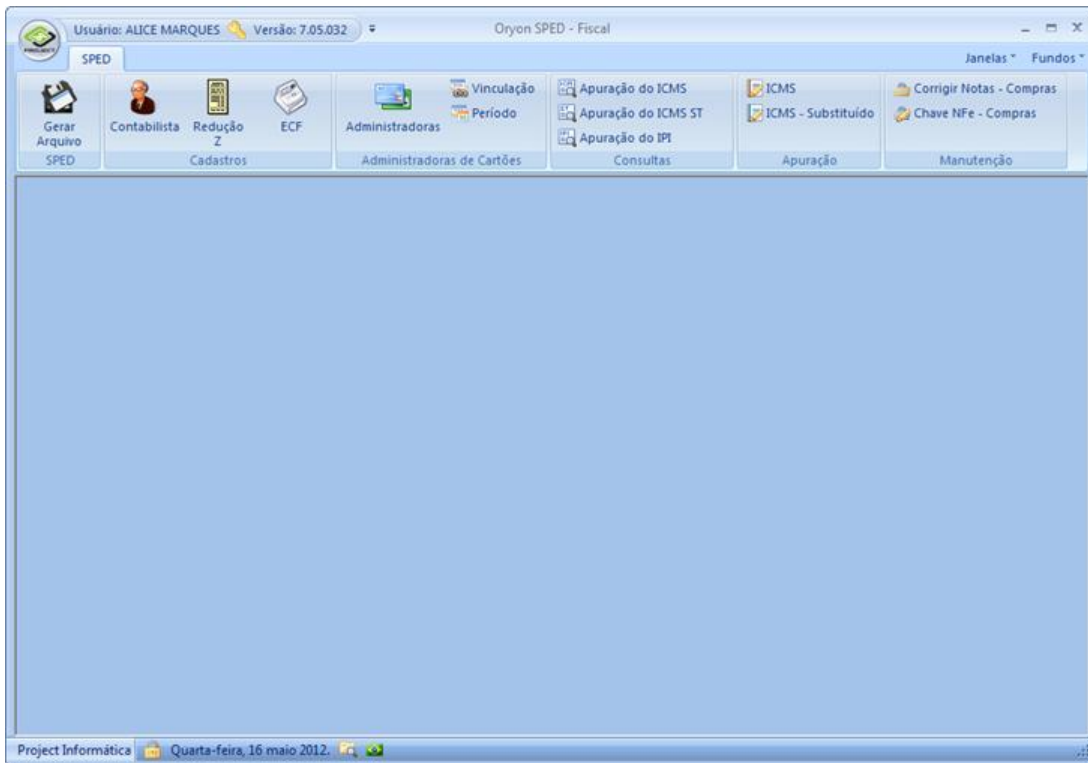 Usuário: ALICE MARQUES Versão: 7.05.032 Oryon SPED - Fiscal
PROJECT
SPED Janelas Fundos
Gerar Arquivo
SPED
Contabilista
Redução Z
ECF
Cadastros
Administradoras
Vinculação
Período
Administradoras de Cartões
Apuração do ICMS
Apuração do ICMS ST
Apuração do IPI
Consultas
ICMS
ICMS - Substituído
Apuração
Corrigir Notas - Compras
Chave NFe - Compras
Manutenção
Project Informática Quarta-feira, 16 maio 2012.